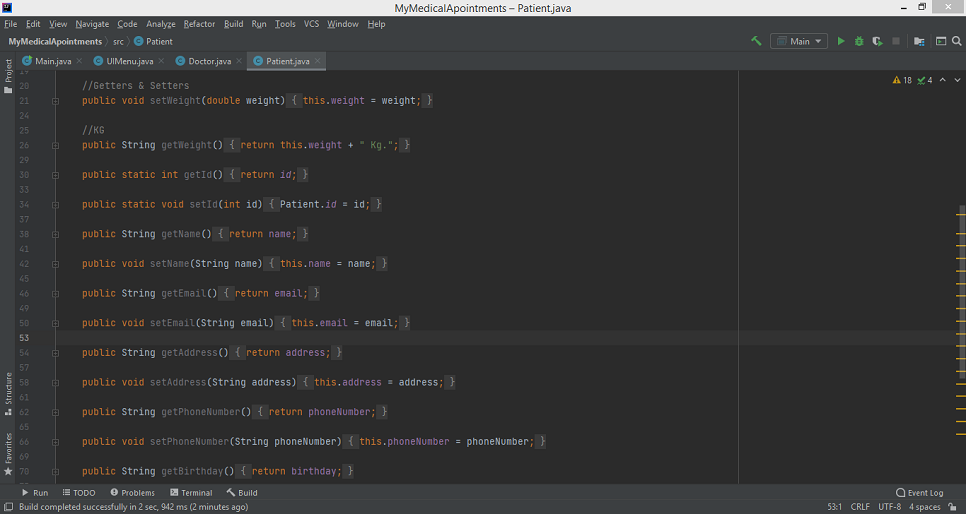 MyMedicalApointments – Patient.java
File Edit View Navigate Code Analyze Refactor Build Run Tools VCS Window Help
MyMedicalApointments src Patient Main
Main.java UIMenu.java Doctor.java Patient.java
Project
Structure
Favorites
19
20 //Getters & Setters 18 4
21 public void setWeight(double weight) { this.weight = weight; }
24
25 //KG
26 public String getWeight() { return this.weight + " Kg."; }
29
30 public static int getId() { return id; }
33
34 public static void setId(int id) { Patient.id = id; }
37
38 public String getName() { return name; }
41
42 public void setName(String name) { this.name = name; }
45
46 public String getEmail() { return email; }
49
50 public void setEmail(String email) { this.email = email; }
53
54 public String getAddress() { return address; }
57
58 public void setAddress(String address) { this.address = address; }
61
62 public String getPhoneNumber() { return phoneNumber; }
65
66 public void setPhoneNumber(String phoneNumber) { this.phoneNumber = phoneNumber; }
69
70 public String getBirthday() { return birthday; }
Run TODO Problems Terminal Build Event Log
Build completed successfully in 2 sec, 942 ms (2 minutes ago) 53:1 CRLF UTF-8 4 spaces